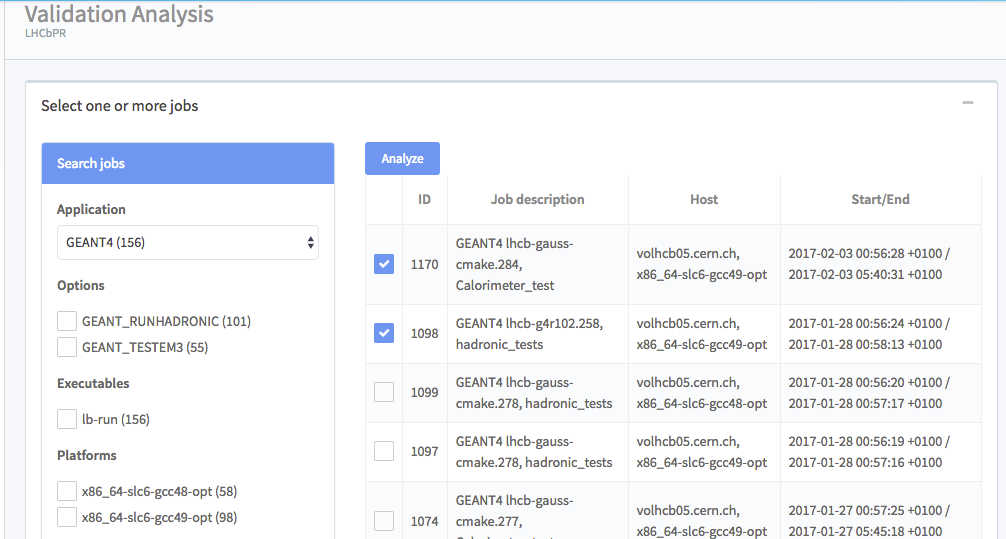 Validation Analysis
LHCbPR
Select one or more jobs
Search jobs
Application
GEANT4 (156)
Options
GEANT_RUNHADRONIC (101)
GEANT_TESTEM3 (55)
Executables
lb-run (156)
Platforms
x86_64-slc6-gcc48-opt (58)
x86_64-slc6-gcc49-opt (98)
Analyze
ID
Job description
Host
Start/End
1170
GEANT4 lhcb-gauss-
cmake.284,
Calorimeter_test
volhcb05.cern.ch,
x86_64-slc6-gcc49-opt
2017-02-03 00:56:28 +0100 /
2017-02-03 05:40:31 +0100
1098
GEANT4 lhcb-g4r102.258,
hadronic_tests
volhcb05.cern.ch,
x86_64-slc6-gcc49-opt
2017-01-28 00:56:24 +0100 /
2017-01-28 00:58:13 +0100
1099
GEANT4 lhcb-gauss-
cmake.278, hadronic_tests
volhcb05.cern.ch,
x86_64-slc6-gcc48-opt
2017-01-28 00:56:20 +0100 /
2017-01-28 00:57:17 +0100
1097
GEANT4 lhcb-gauss-
cmake.278, hadronic_tests
volhcb05.cern.ch,
x86_64-slc6-gcc49-opt
2017-01-28 00:56:19 +0100 /
2017-01-28 00:57:16 +0100
1074
GEANT4 lhcb-gauss-
cmake.277,
volhcb05.cern.ch,
x86_64-slc6-gcc49-opt
2017-01-27 00:57:25 +0100 /
2017-01-27 05:45:18 +0100